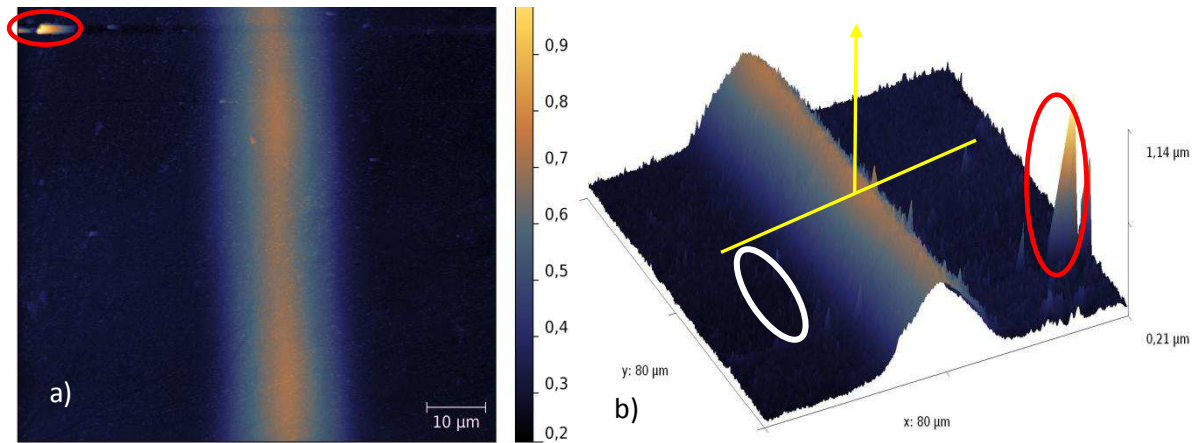 a)
10 µm
0,9
0,8
0,7
0,6
0,5
0,4
0,3
0,2
b)
y: 80 µm
x: 80 µm
1,14 µm
0,21 µm